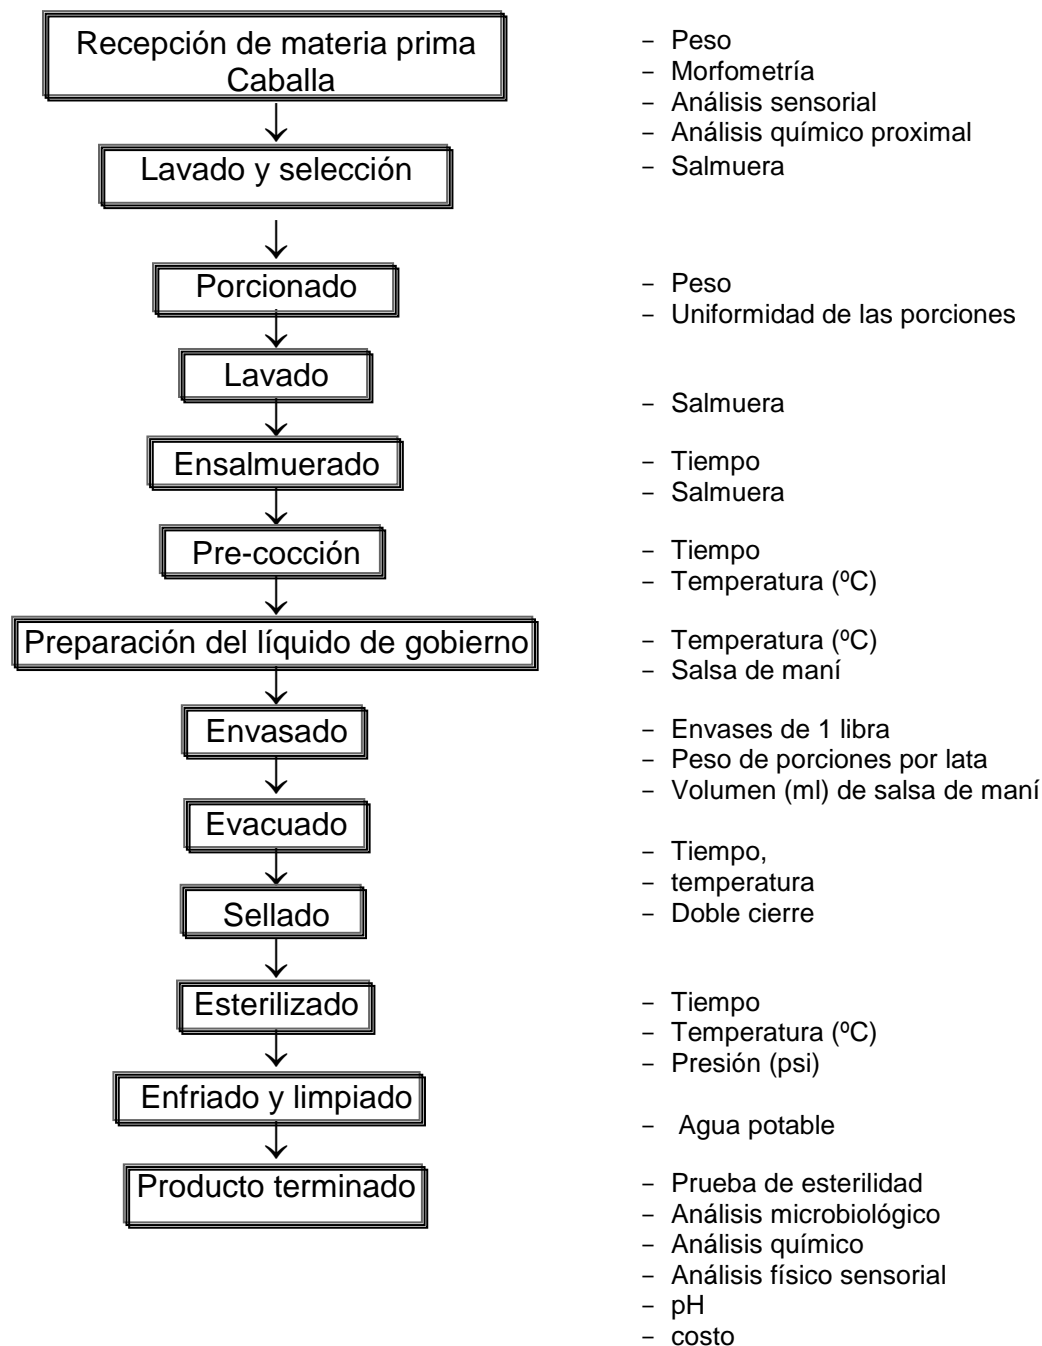 Recepción de materia prima
Caballa
– Peso
– Morfometría
– Análisis sensorial
– Análisis químico proximal
Lavado y selección
– Salmuera
Porcionado
– Peso
– Uniformidad de las porciones
Lavado
– Salmuera
Ensalmuerado
– Tiempo
– Salmuera
Pre-cocción
– Tiempo
– Temperatura (ºC)
Preparación del líquido de gobierno
– Temperatura (ºC)
– Salsa de maní
Envasado
– Envases de 1 libra
– Peso de porciones por lata
– Volumen (ml) de salsa de maní
Evacuado
– Tiempo,
– temperatura
Sellado
– Doble cierre
Esterilizado
– Tiempo
– Temperatura (ºC)
– Presión (psi)
Enfriado y limpiado
– Agua potable
Producto terminado
– Prueba de esterilidad
– Análisis microbiológico
– Análisis químico
– Análisis físico sensorial
– pH
– costo